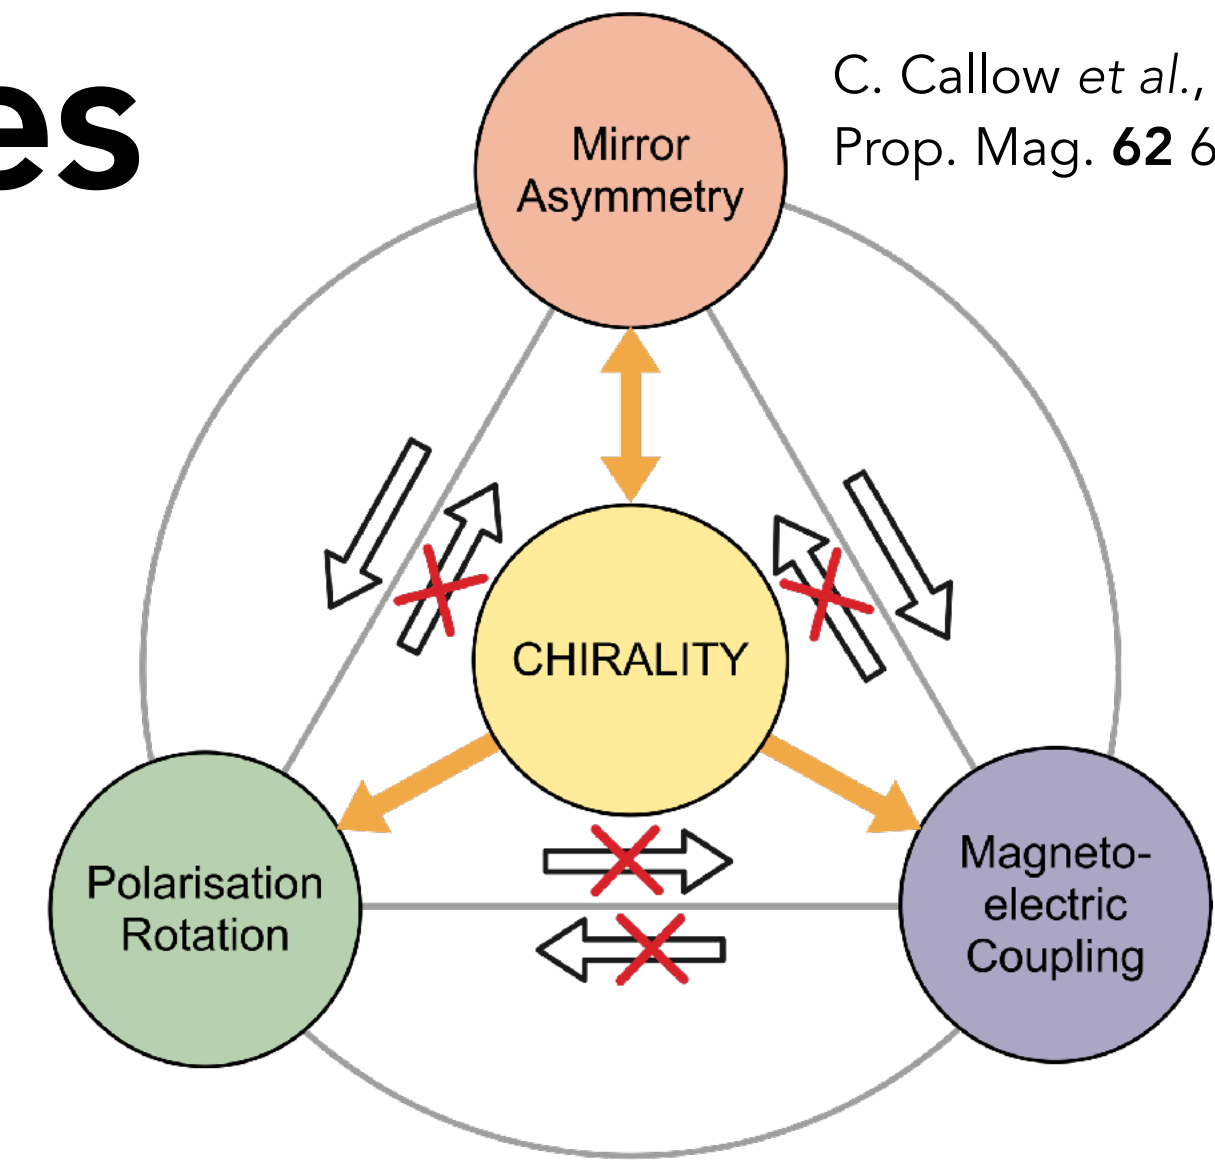 es
C. Callow et al.,
Prop. Mag. 62 6
Mirror
Asymmetry
CHIRALITY
Polarisation
Rotation
Magneto-
electric
Coupling